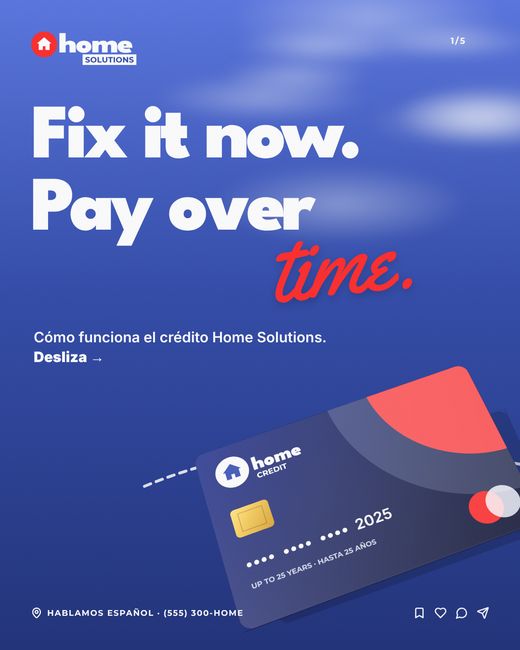 home
SOLUTIONS
1/5
Fix it now.
Pay over
time.
Cómo funciona el crédito Home Solutions.
Desliza →
home
CREDIT
•••• •••• •••• 2025
UP TO 25 YEARS · HASTA 25 AÑOS
HABLAMOS ESPAÑOL · (555) 300-HOME